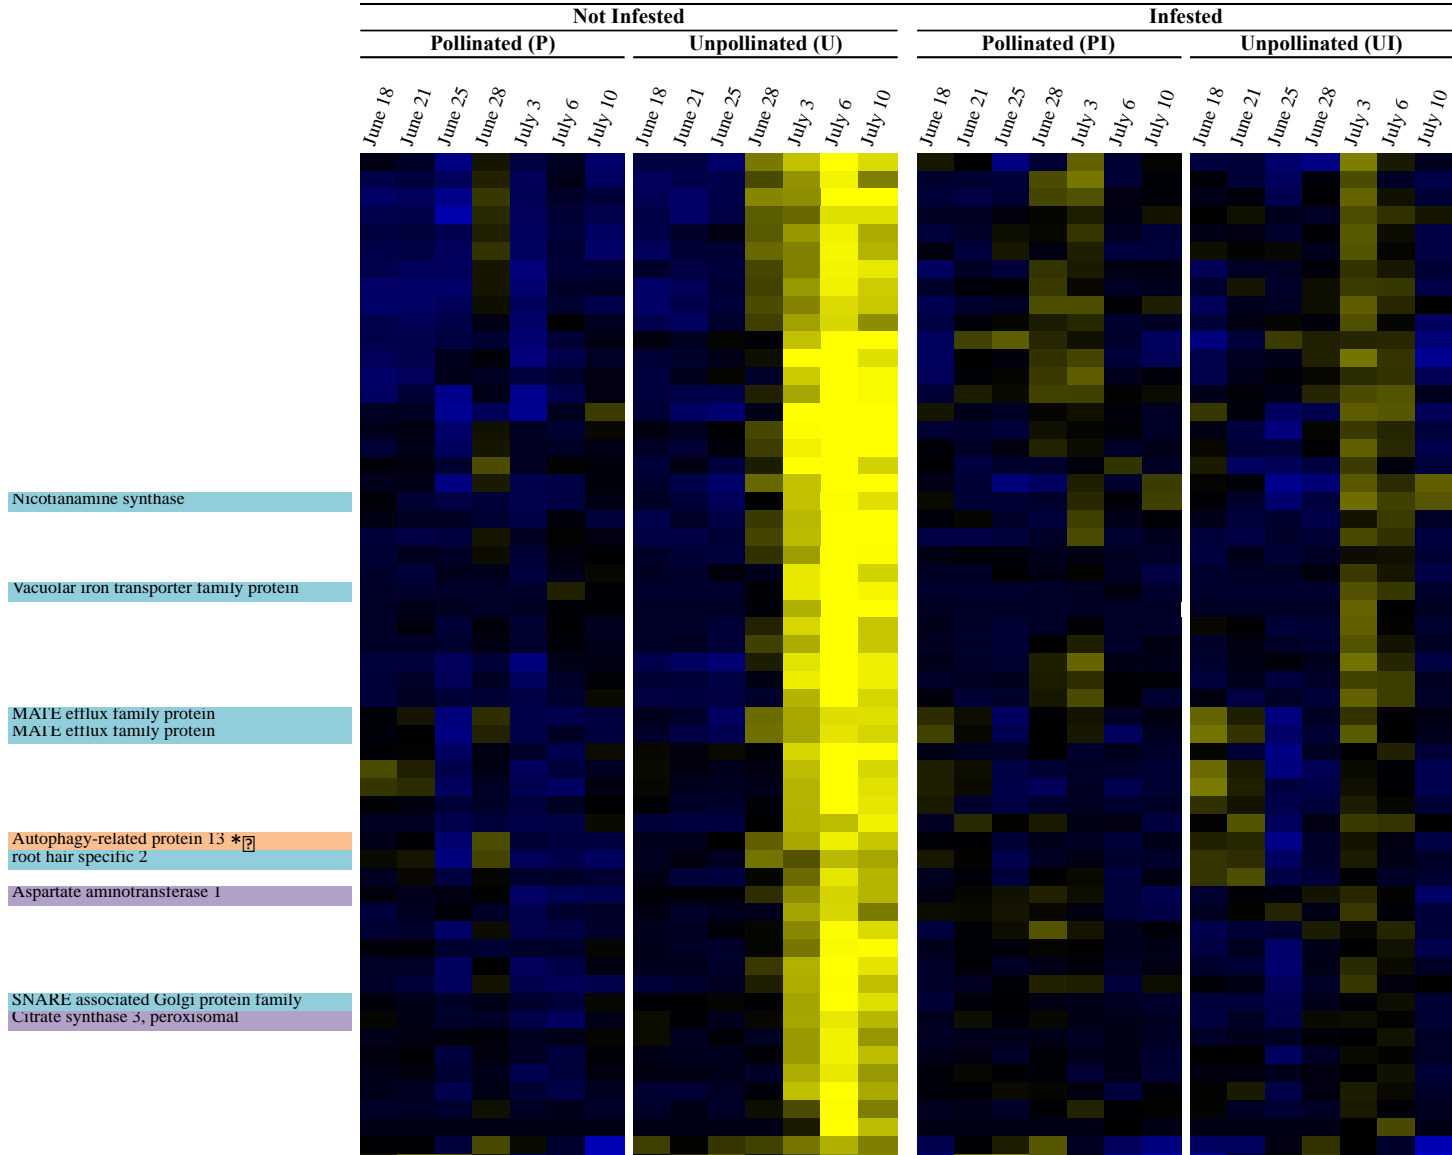 Not Infested
Infested
Pollinated (P)
Unpollinated (U)
Pollinated (PI)
Unpollinated (UI)
June 18
June 21
June 25
June 28
July 3
July 6
July 10
June 18
June 21
June 25
June 28
July 3
July 6
July 10
June 18
June 21
June 25
June 28
July 3
July 6
July 10
June 18
June 21
June 25
June 28
July 3
July 6
July 10
Nicotianamine synthase
Vacuolar iron transporter family protein
MATE efflux family protein
MATE efflux family protein
Autophagy-related protein 13 *
root hair specific 2
Aspartate aminotransferase 1
SNARE associated Golgi protein family
Citrate synthase 3, peroxisomal